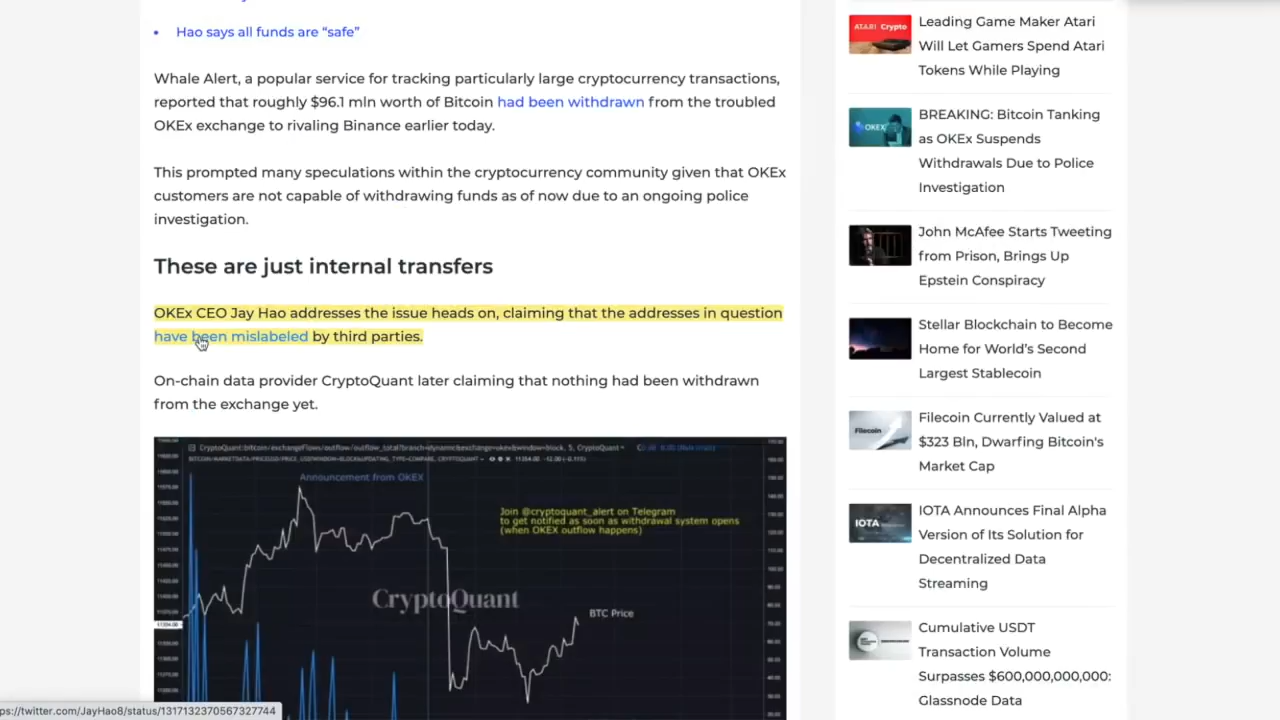 Hao says all funds are “safe”
Whale Alert, a popular service for tracking particularly large cryptocurrency transactions,
reported that roughly $96.1 mln worth of Bitcoin had been withdrawn from the troubled
OKEx exchange to rivaling Binance earlier today.
This prompted many speculations within the cryptocurrency community given that OKEx
customers are not capable of withdrawing funds as of now due to an ongoing police
investigation.
These are just internal transfers
OKEx CEO Jay Hao addresses the issue heads on, claiming that the addresses in question
have been mislabeled by third parties.
On-chain data provider CryptoQuant later claiming that nothing had been withdrawn
from the exchange yet.
Announcement from OKEX
Join @cryptoquant_alert on Telegram
to get notified as soon as withdrawal system opens
(when OKEX outflow happens)
CryptoQuant
BTC Price
ps://twitter.com/JayHao8/status/1317132370567327744
ATARI Crypto
Leading Game Maker Atari
Will Let Gamers Spend Atari
Tokens While Playing
OKEX
BREAKING: Bitcoin Tanking
as OKEx Suspends
Withdrawals Due to Police
Investigation
John McAfee Starts Tweeting
from Prison, Brings Up
Epstein Conspiracy
Stellar Blockchain to Become
Home for World’s Second
Largest Stablecoin
Filecoin
Filecoin Currently Valued at
$323 Bln, Dwarfing Bitcoin's
Market Cap
IOTA
IOTA Announces Final Alpha
Version of Its Solution for
Decentralized Data
Streaming
Cumulative USDT
Transaction Volume
Surpasses $600,000,000,000:
Glassnode Data